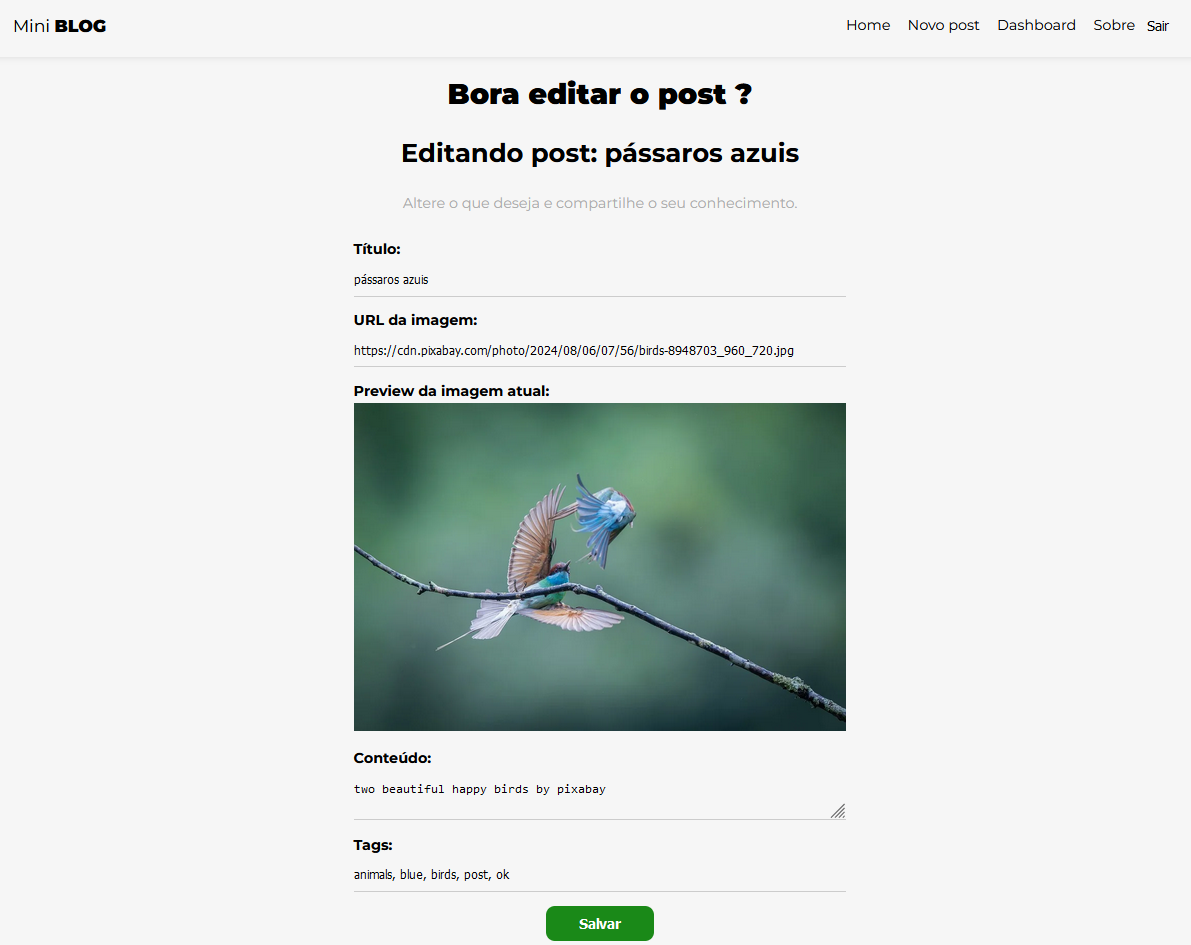 Mini BLOG
Home Novo post Dashboard Sobre Sair
Bora editar o post ?
Editando post: pássaros azuis
Altere o que deseja e compartilhe o seu conhecimento.
Título:
pássaros azuis
URL da imagem:
https://cdn.pixabay.com/photo/2024/08/06/07/56/birds-8948703_960_720.jpg
Preview da imagem atual:
Conteúdo:
two beautiful happy birds by pixabay
Tags:
animals, blue, birds, post, ok
Salvar